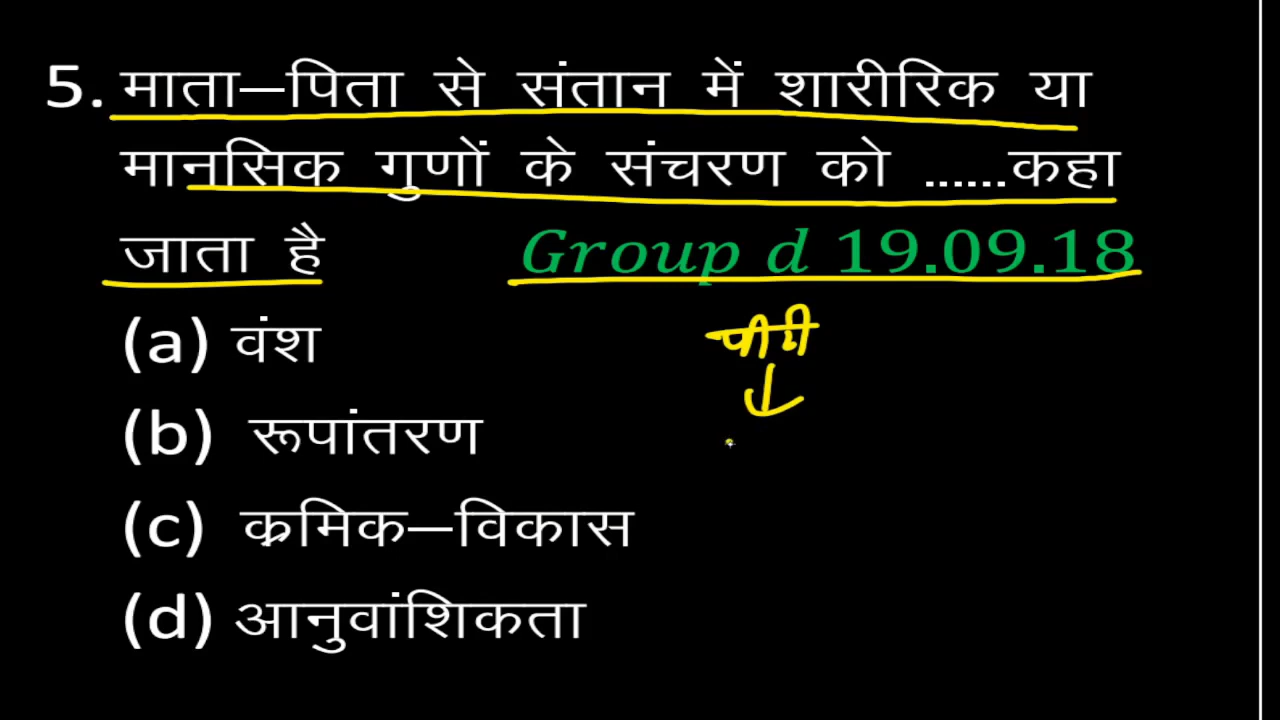 5. माता–पिता से संतान में शारीरिक या
मानसिक गुणों के संचरण को ......कहा
जाता है Group d 19.09.18
(a) वंश
(b) रूपांतरण
(c) क्रमिक–विकास
(d) आनुवांशिकता